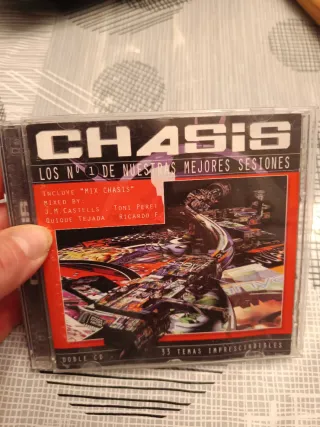 CHASIS
LOS Nº 1 DE NUESTRAS MEJORES SESIONES
INCLUYE "MIX CHASIS"
MIXED BY:
J.M.CASTELLS TONI PERET
QUIQUE TEJADA RICARDO F.
DOBLE CD
33 TEMAS IMPRESCINDIBLES